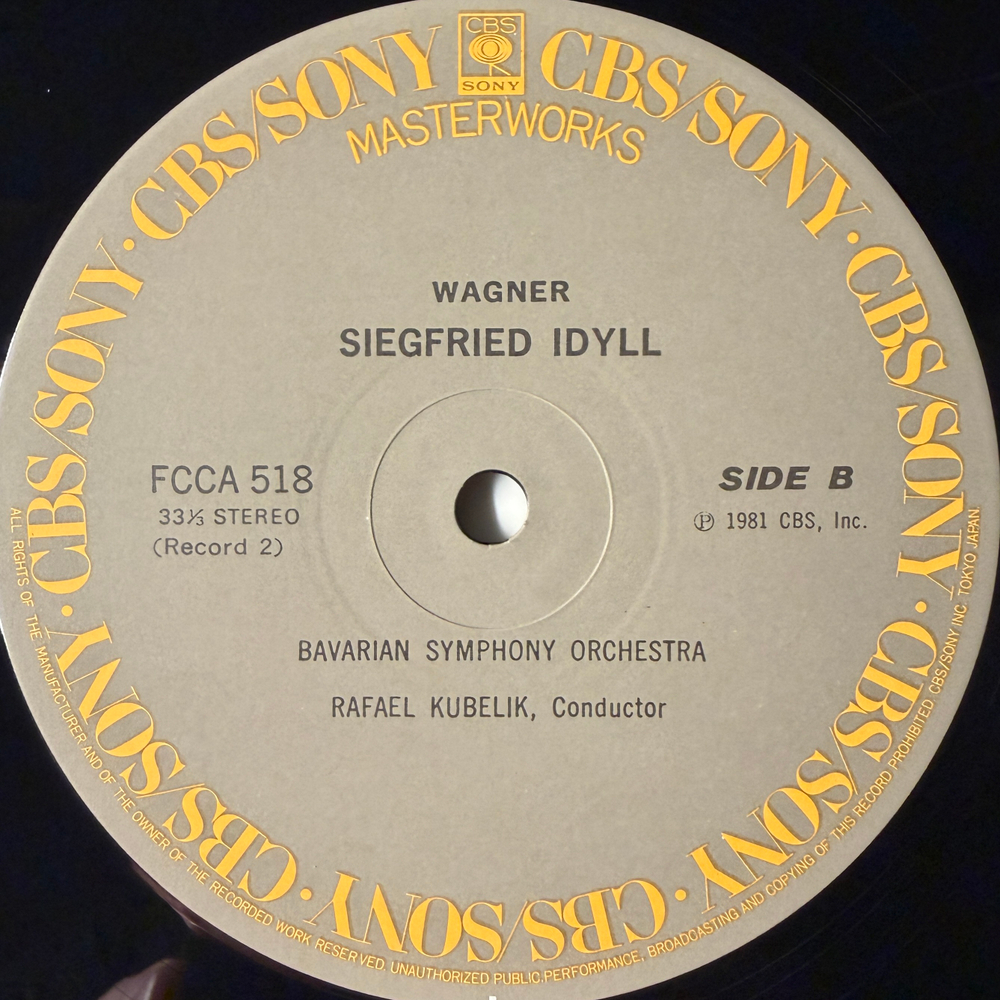 CBS
SONY
CBS/SONY CBS/SONY · CBS/SONY · CBS/SONY · CBS/SONY · CBS/SONY · CBS/SONY ·
MASTERWORKS
WAGNER
SIEGFRIED IDYLL
FCCA 518
33⅓ STEREO
(Record 2)
SIDE B
Ⓟ 1981 CBS, Inc.
BAVARIAN SYMPHONY ORCHESTRA
RAFAEL KUBELIK, Conductor
ALL RIGHTS OF THE MANUFACTURER AND OF THE OWNER OF THE RECORDED WORK RESERVED. UNAUTHORIZED PUBLIC.PERFORMANCE, BROADCASTING AND COPYING OF THIS RECORD PROHIBITED CBS/SONY INC. TOKYO JAPAN.